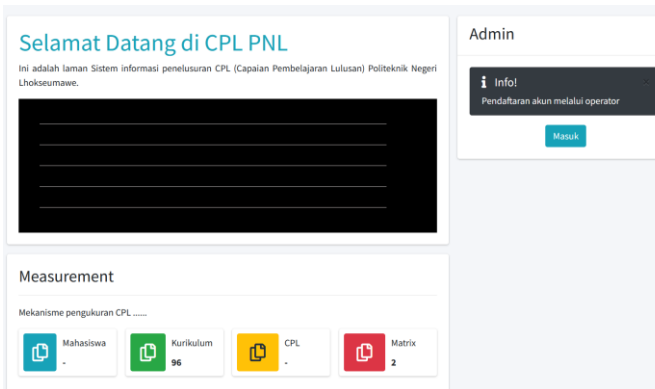 Selamat Datang di CPL PNL
Ini adalah laman Sistem informasi penelusuran CPL (Capaian Pembelajaran Lulusan) Politeknik Negeri
Lhokseumawe.
Measurement
Mekanisme pengukuran CPL ......
Mahasiswa
-
Kurikulum
96
CPL
-
Matrix
2
Admin
Info!
Pendaftaran akun melalui operator
Masuk